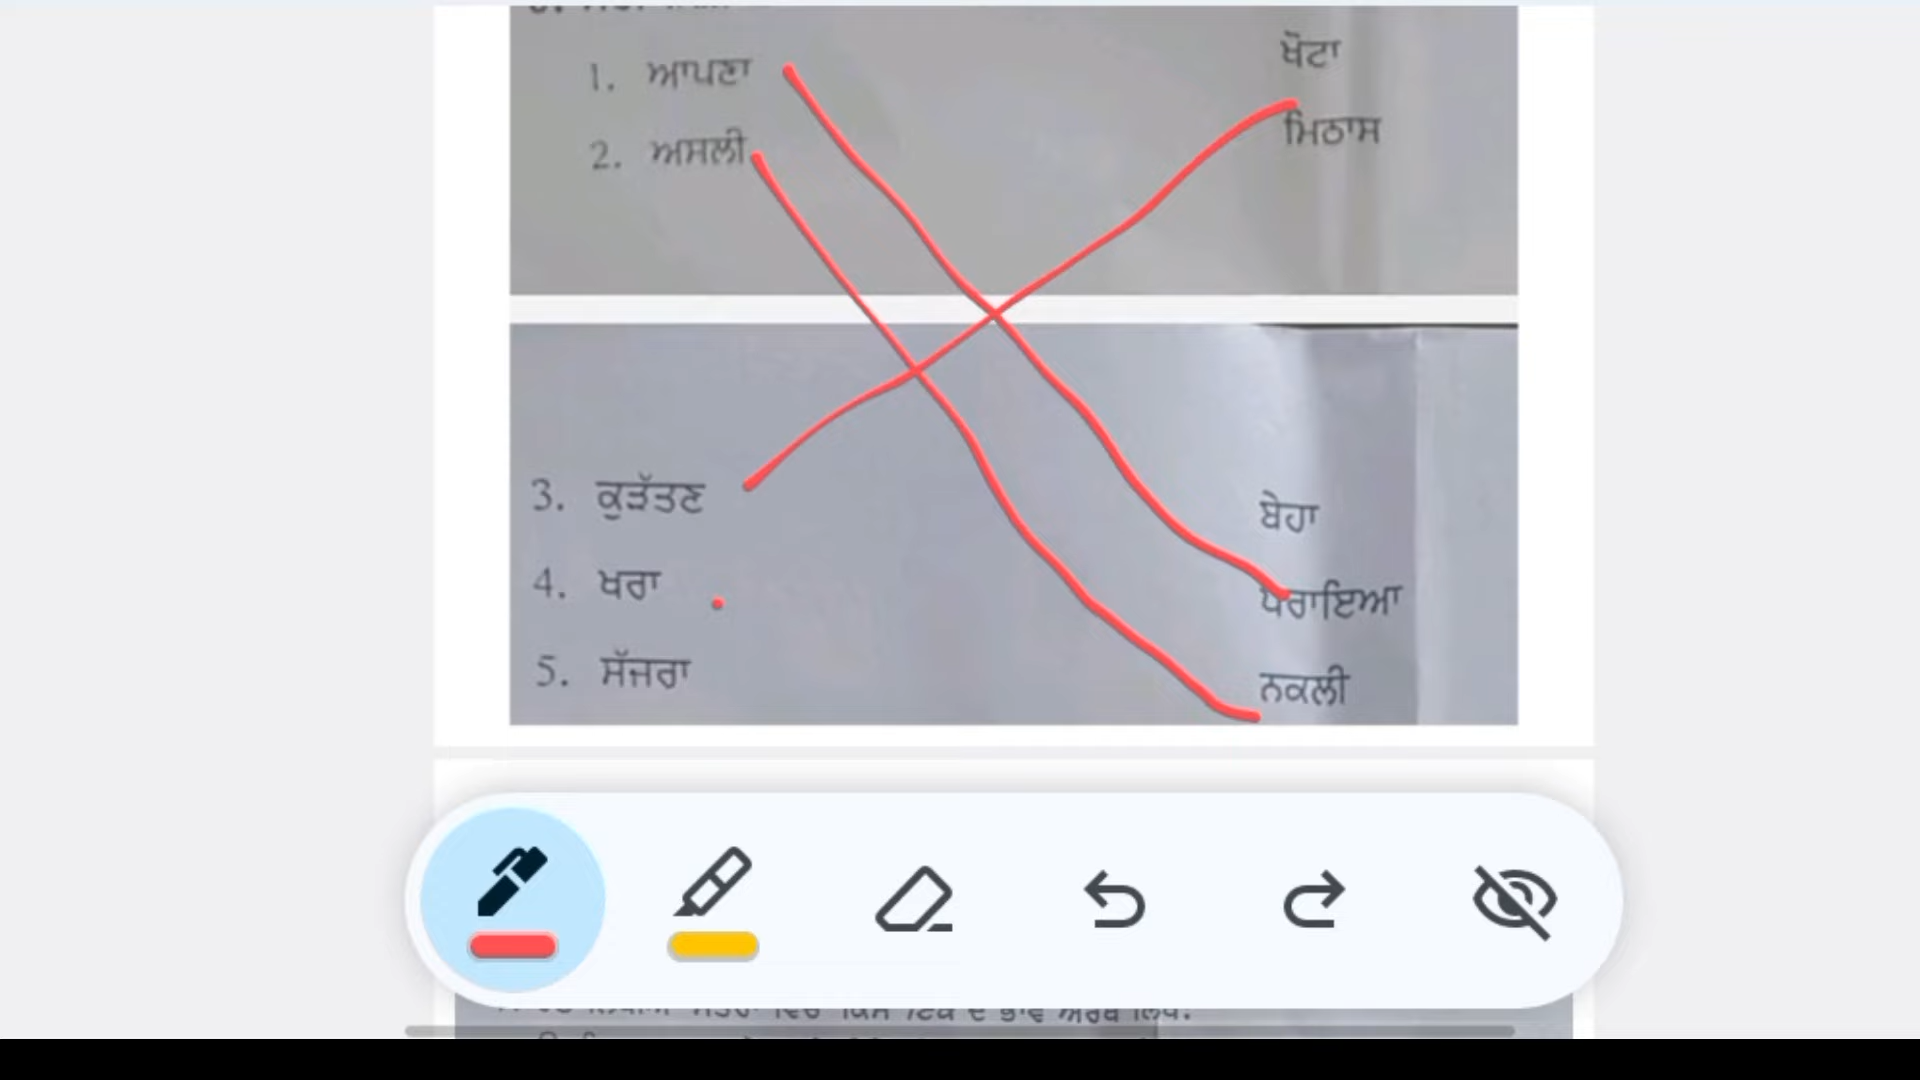 1. ਆਪਣਾ
ਖੋਟਾ
2. ਅਸਲੀ
ਮਿਠਾਸ
3. ਕੁੜੱਤਣ
ਬੇਹਾ
4. ਖਰਾ
ਪਰਾਇਆ
5. ਸੱਜਰਾ
ਨਕਲੀ